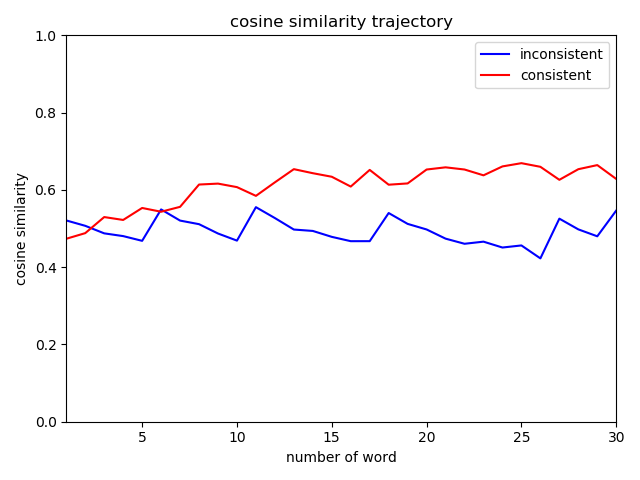 cosine similarity trajectory
inconsistent
consistent
cosine similarity
1.0
0.8
0.6
0.4
0.2
0.0
5 10 15 20 25 30
number of word